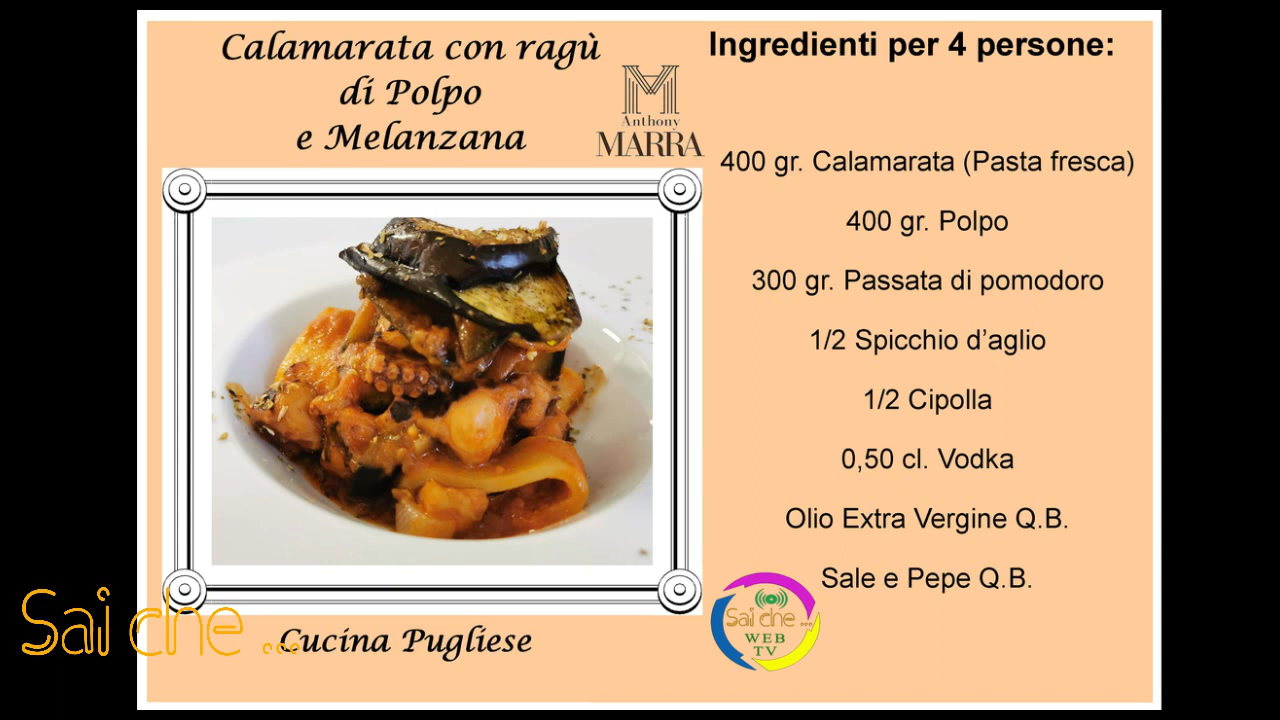 Calamarata con ragù
di Polpo
e Melanzana
Anthony
MARRA
Ingredienti per 4 persone:
400 gr. Calamarata (Pasta fresca)
400 gr. Polpo
300 gr. Passata di pomodoro
1/2 Spicchio d’aglio
1/2 Cipolla
0,50 cl. Vodka
Olio Extra Vergine Q.B.
Sale e Pepe Q.B.
Sai che ...
Cucina Pugliese
Sai che ...
WEB
TV